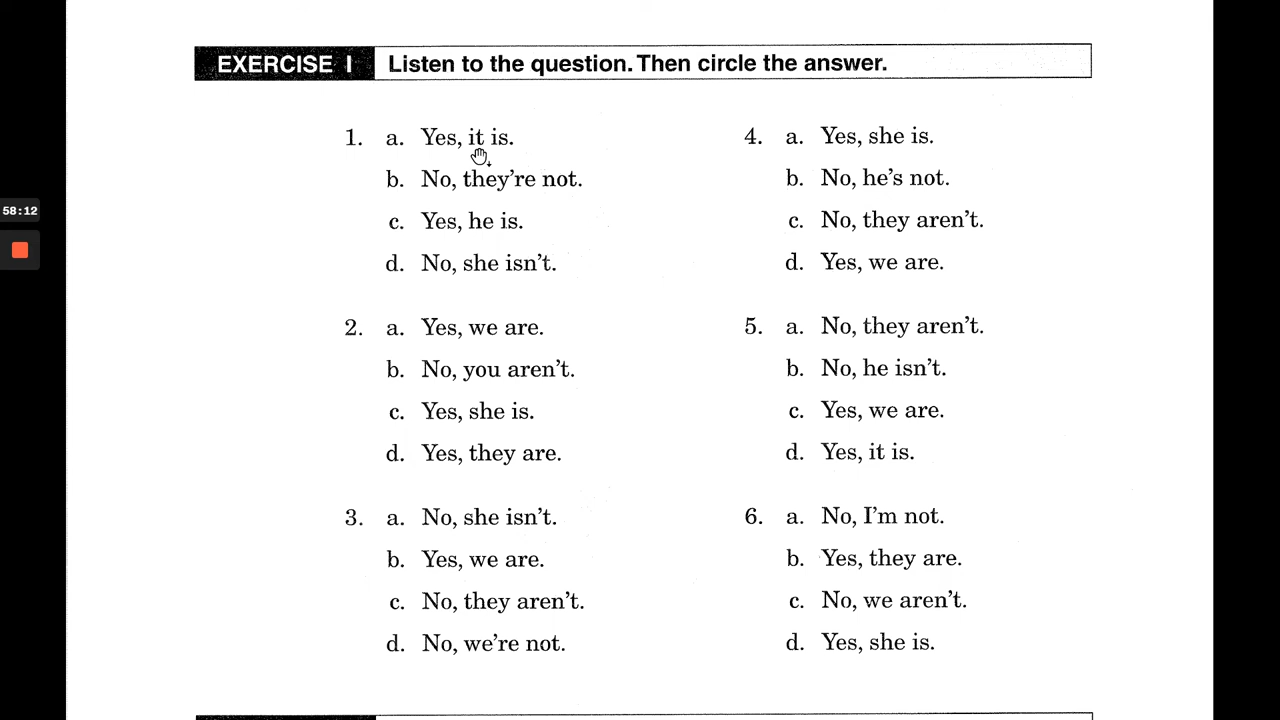 EXERCISE I Listen to the question. Then circle the answer.
1. a. Yes, it is.
b. No, they're not.
c. Yes, he is.
d. No, she isn't.
2. a. Yes, we are.
b. No, you aren't.
c. Yes, she is.
d. Yes, they are.
3. a. No, she isn't.
b. Yes, we are.
c. No, they aren't.
d. No, we're not.
4. a. Yes, she is.
b. No, he's not.
c. No, they aren't.
d. Yes, we are.
5. a. No, they aren't.
b. No, he isn't.
c. Yes, we are.
d. Yes, it is.
6. a. No, I'm not.
b. Yes, they are.
c. No, we aren't.
d. Yes, she is.
58:12